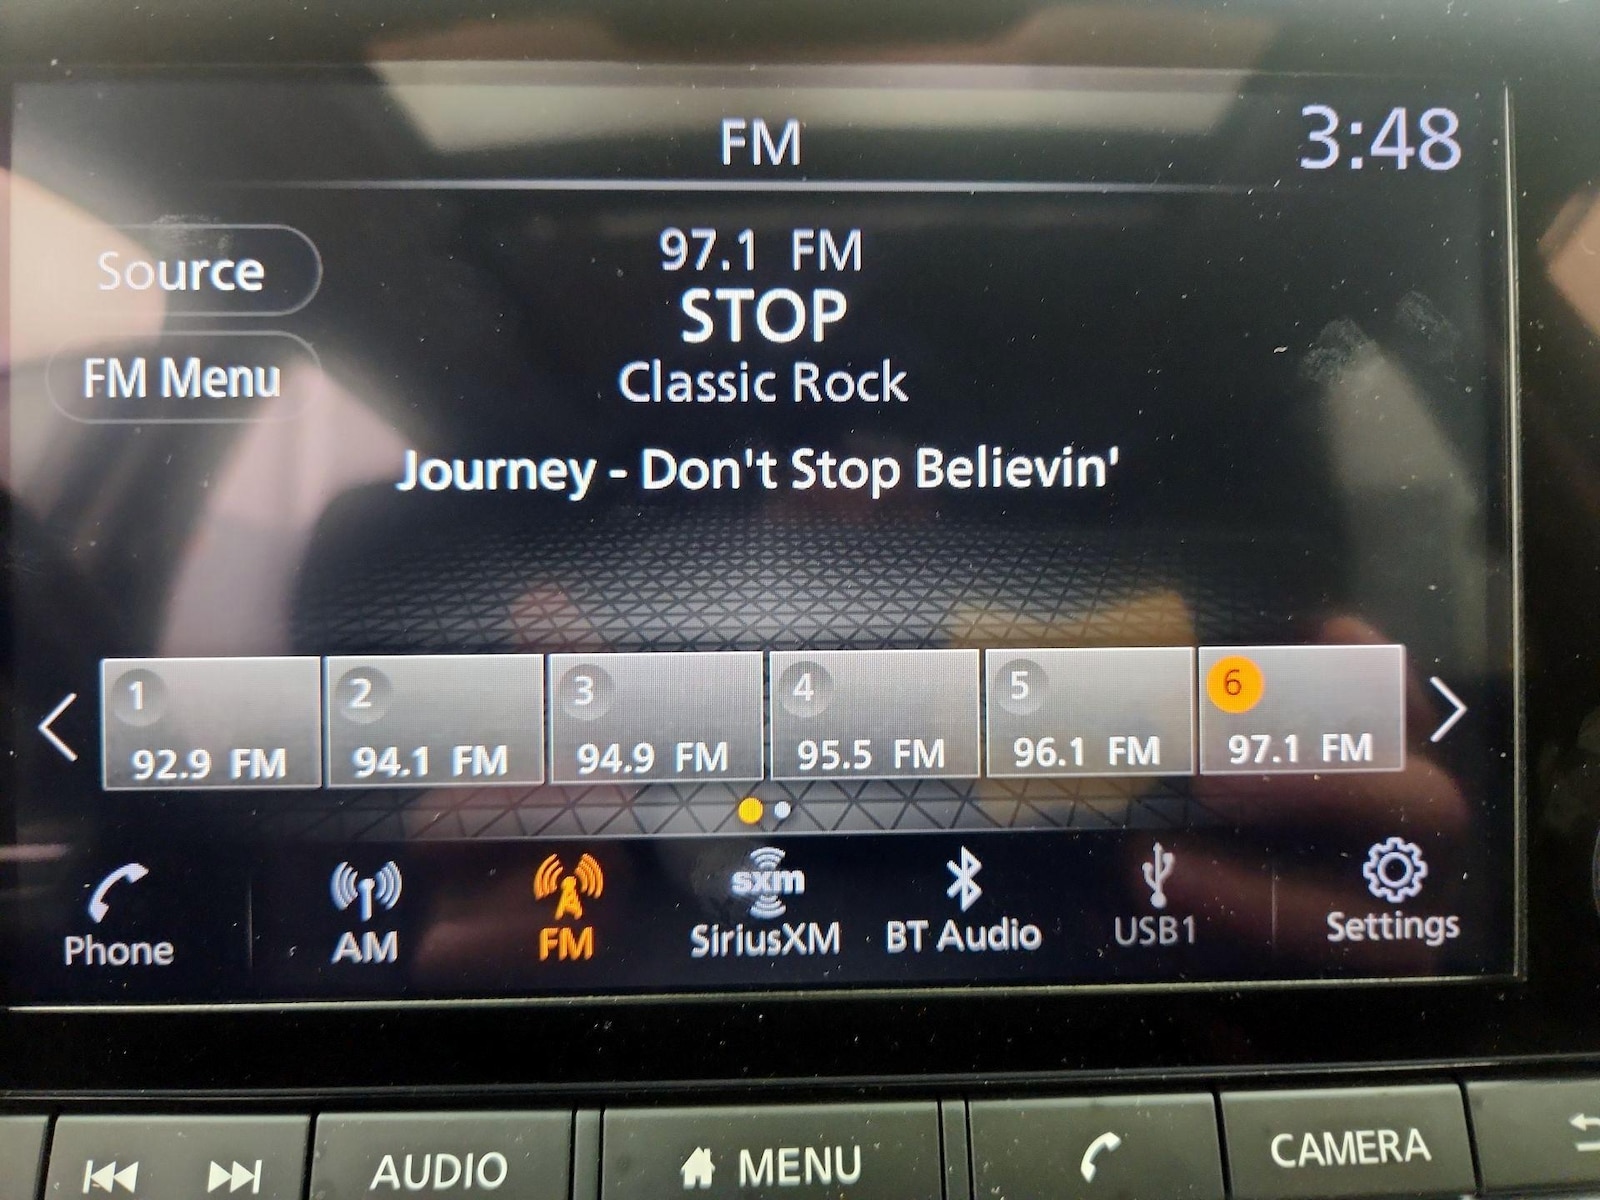 FM
3:48
Source
97.1 FM
STOP
FM Menu
Classic Rock
Journey - Don't Stop Believin'
1
2
3
4
5
6
92.9 FM
94.1 FM
94.9 FM
95.5 FM
96.1 FM
97.1 FM
sxm
Phone
AM
FM
SiriusXM
BT Audio
USB1
Settings
AUDIO
MENU
CAMERA